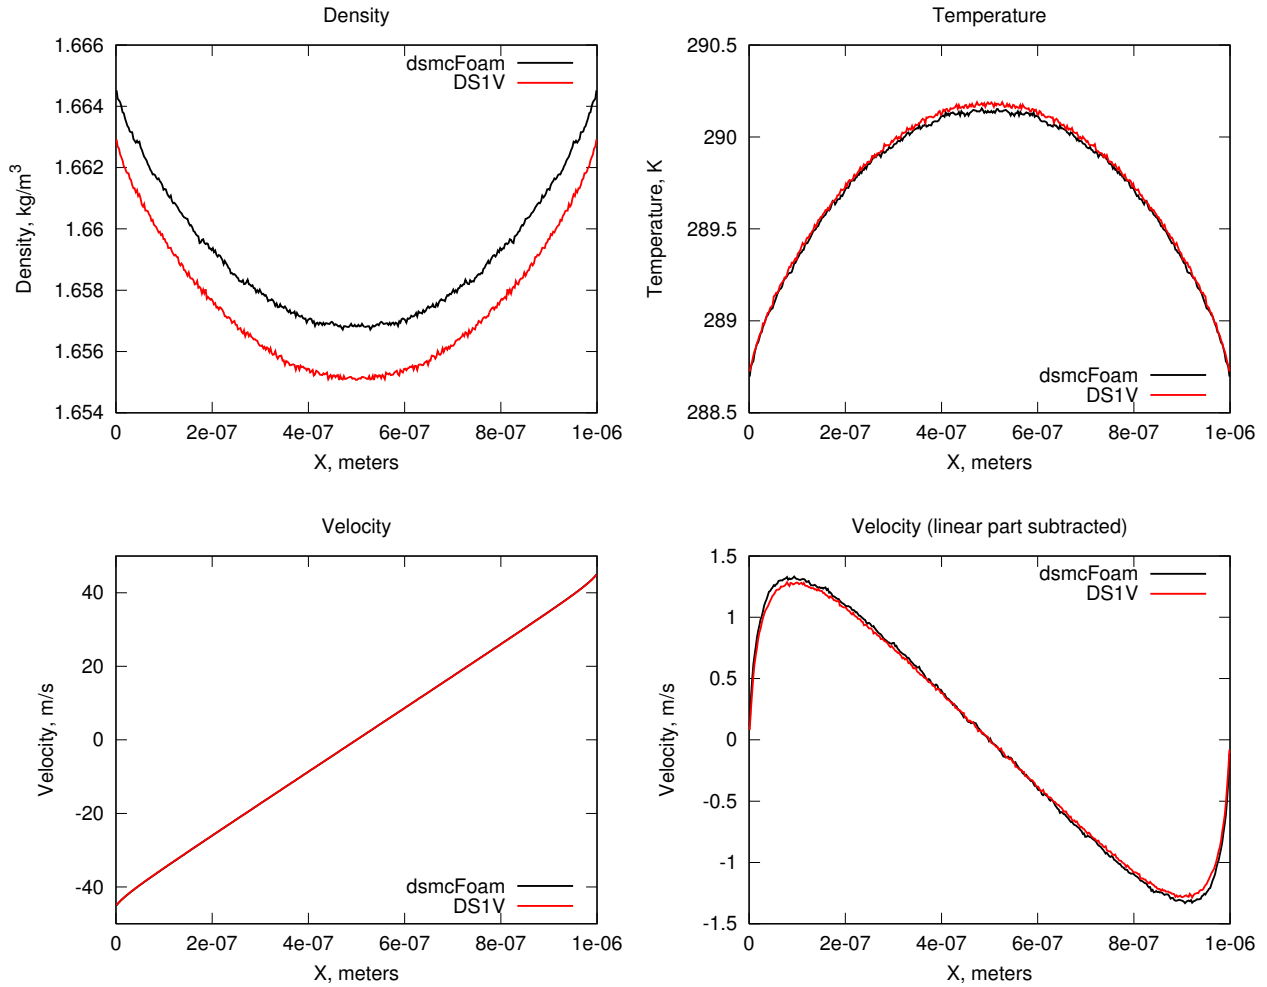 Density
1.666
1.664
1.662
1.66
1.658
1.656
1.654
Density, kg/m³
dsmcFoam
DS1V
0 2e-07 4e-07 6e-07 8e-07 1e-06
X, meters
Temperature
290.5
290
289.5
289
288.5
Temperature, K
dsmcFoam
DS1V
0 2e-07 4e-07 6e-07 8e-07 1e-06
X, meters
Velocity
40
20
0
-20
-40
Velocity, m/s
dsmcFoam
DS1V
0 2e-07 4e-07 6e-07 8e-07 1e-06
X, meters
Velocity (linear part subtracted)
1.5
1
0.5
0
-0.5
-1
-1.5
Velocity, m/s
dsmcFoam
DS1V
0 2e-07 4e-07 6e-07 8e-07 1e-06
X, meters